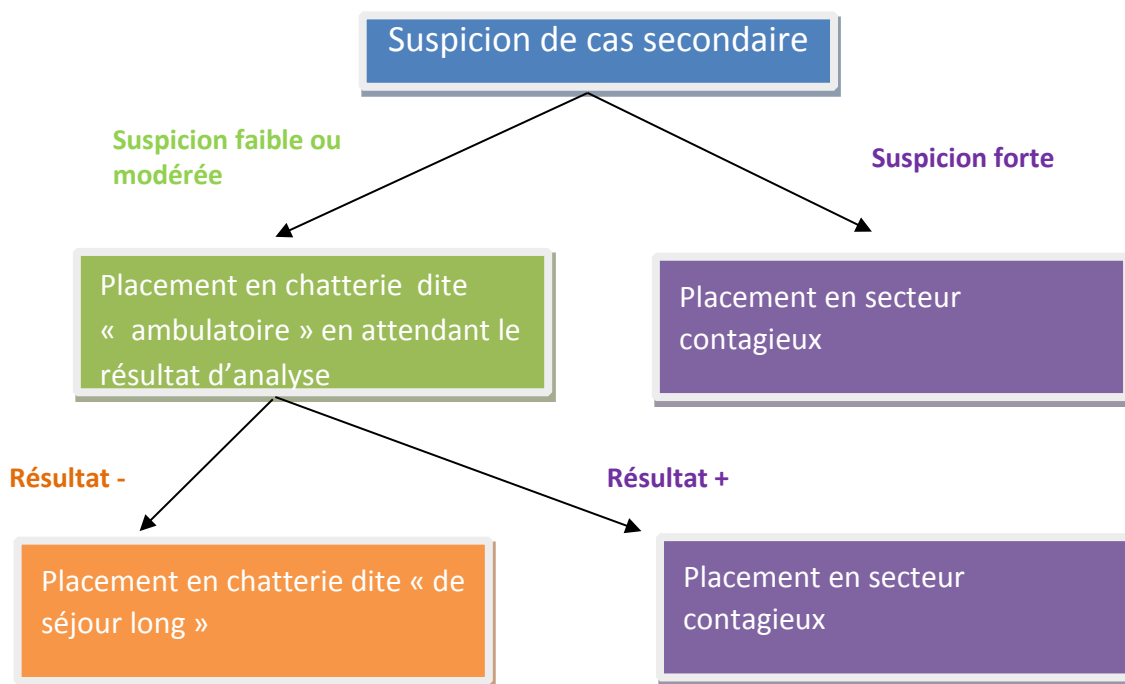 Suspicion de cas secondaire
Suspicion faible ou
modérée
Suspicion forte
Placement en chatterie dite
« ambulatoire » en attendant le
résultat d’analyse
Placement en secteur
contagieux
Résultat -
Résultat +
Placement en chatterie dite « de
séjour long »
Placement en secteur
contagieux